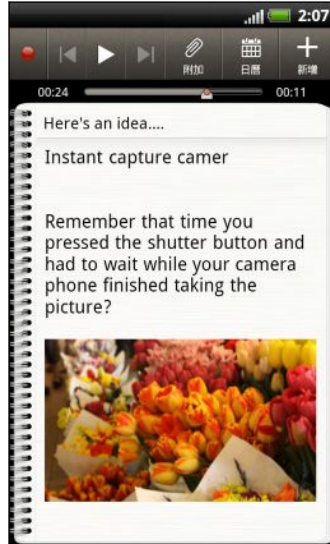 2:07
附加 日曆 新增
00:24 00:11
Here's an idea....
Instant capture camer
Remember that time you
pressed the shutter button and
had to wait while your camera
phone finished taking the
picture?